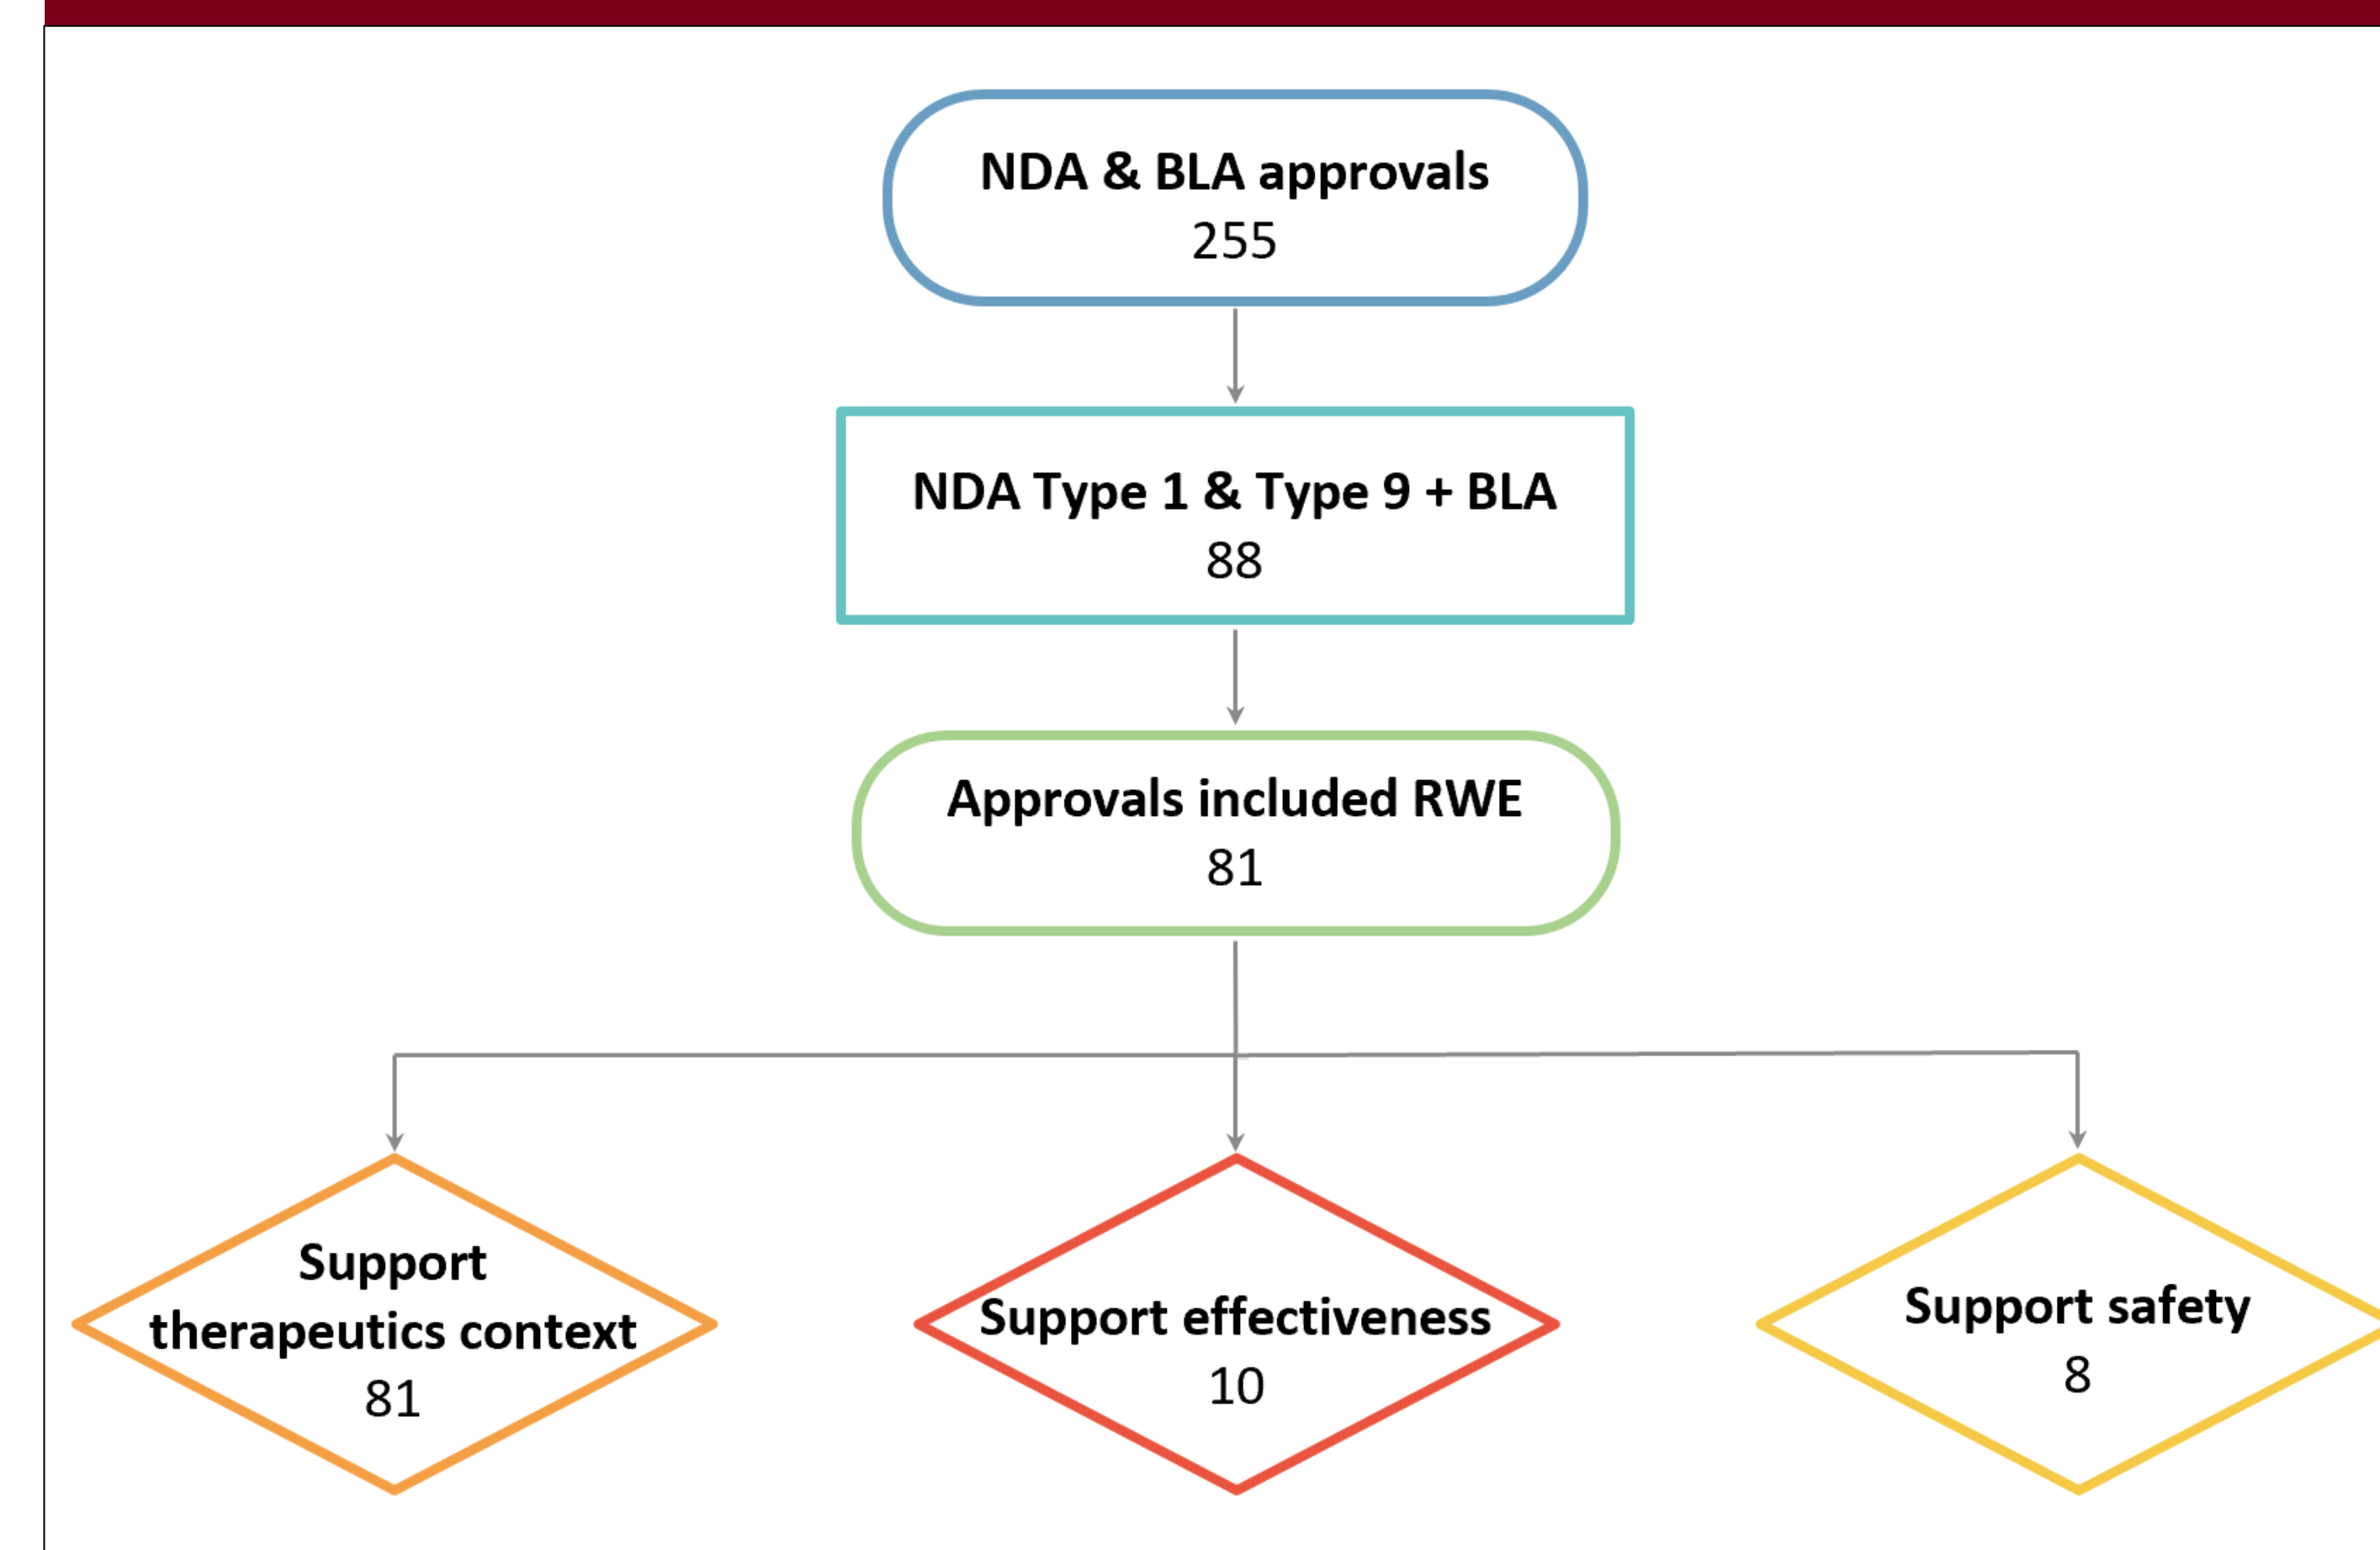 NDA & BLA approvals
255
NDA Type 1 & Type 9 + BLA
88
Approvals included RWE
81
Support
therapeutics context
81
Support effectiveness
10
Support safety
8